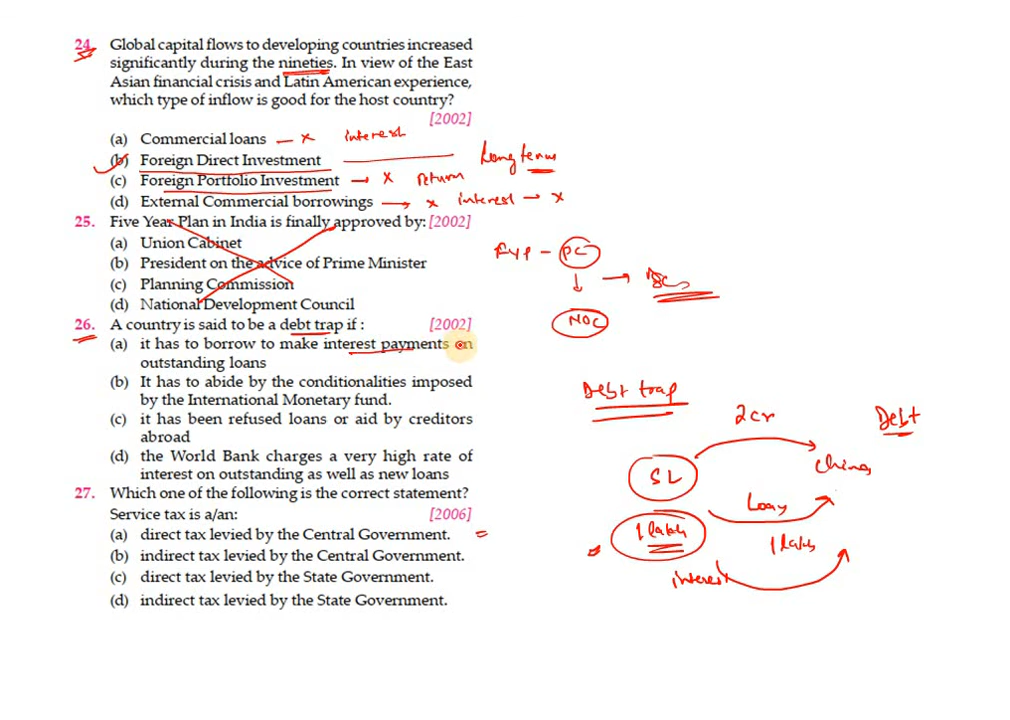 24. Global capital flows to developing countries increased
significantly during the nineties. In view of the East
Asian financial crisis and Latin American experience,
which type of inflow is good for the host country?
[2002]
(a) Commercial loans – x interest
(b) Foreign Direct Investment Long term
(c) Foreign Portfolio Investment → x return
(d) External Commercial borrowings → x interest → x
25. Five Year Plan in India is finally approved by: [2002]
(a) Union Cabinet
(b) President on the advice of Prime Minister
(c) Planning Commission
(d) National Development Council
FYP – PC
↓ →
NDC
26. A country is said to be a debt trap if : [2002]
(a) it has to borrow to make interest payments on
outstanding loans
(b) It has to abide by the conditionalities imposed
by the International Monetary fund.
(c) it has been refused loans or aid by creditors
abroad
(d) the World Bank charges a very high rate of
interest on outstanding as well as new loans
27. Which one of the following is the correct statement?
Service tax is a/an: [2006]
(a) direct tax levied by the Central Government. =
(b) indirect tax levied by the Central Government.
(c) direct tax levied by the State Government.
(d) indirect tax levied by the State Government.
Debt trap
2cr Debt
SL China
Loan
1 lakh 1 lakh
interest